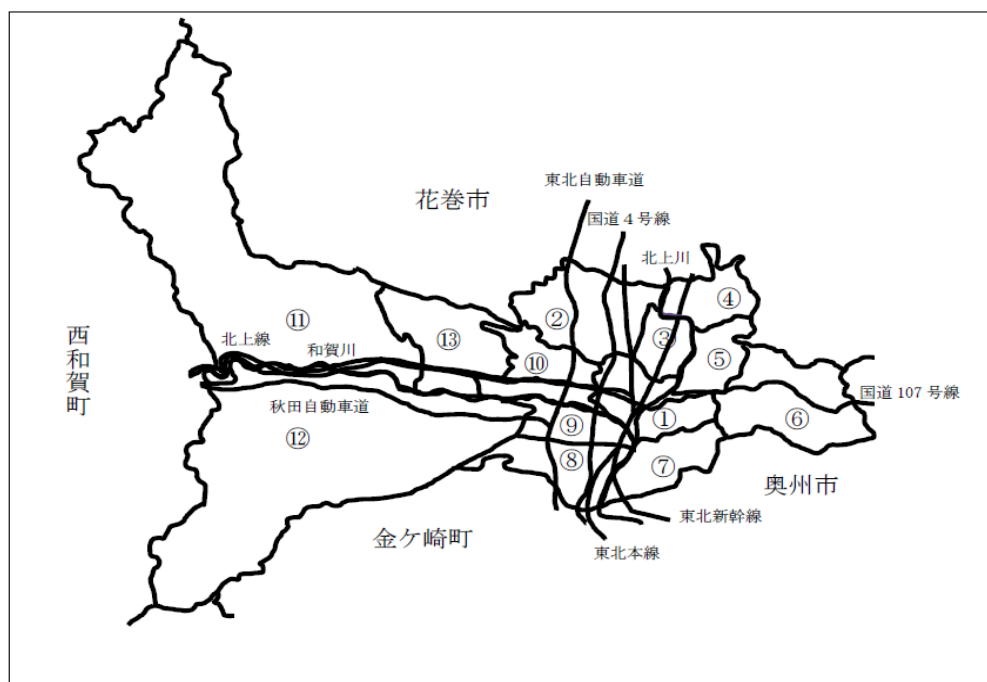 東北自動車道
花巻市
国道4号線
北上川
④
②
⑪
③
西和賀町
北上線
和賀川
⑬
⑩
⑤
国道107号線
秋田自動車道
①
⑥
⑫
⑨
⑧
⑦
奥州市
東北新幹線
金ケ崎町
東北本線